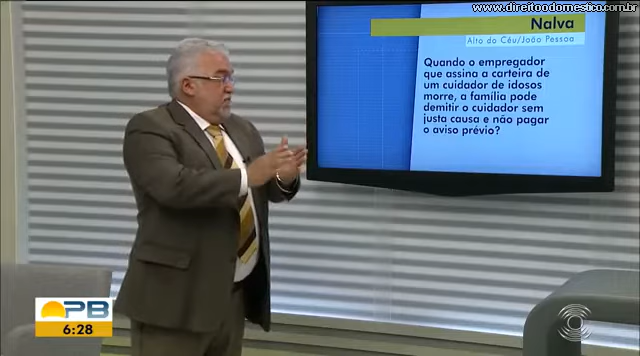 www.direitoodomestico.com.br
Nalva
Alto do Céu/João Pessoa
Quando o empregador
que assina a carteira de
um cuidador de idosos
morre, a família pode
demitir o cuidador sem
justa causa e não pagar
o aviso prévio?
PB
6:28